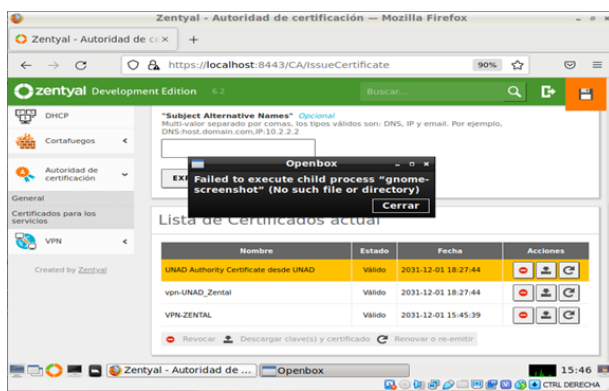 Zentyal - Autoridad de certificación — Mozilla Firefox
Zentyal - Autoridad de ce
https://localhost:8443/CA/IssueCertificate
90%
zentyal Development Edition 6.2
Buscar...
DHCP
Cortafuegos
Autoridad de certificación
General
Certificados para los servicios
VPN
Created by Zentyal
"Subject Alternative Names" Opcional
Multi-valor separado por comas, los tipos válidos son: DNS, IP y email. Por ejemplo,
DNS:host.domain.com,IP:10.2.2.2
EX
Openbox
Failed to execute child process “gnome-
screenshot” (No such file or directory)
Cerrar
Lista de Certificados actual
Nombre Estado Fecha Acciones
UNAD Authority Certificate desde UNAD Válido 2031-12-01 18:27:44
vpn-UNAD_Zental Válido 2031-12-01 18:27:44
VPN-ZENTAL Válido 2031-12-01 15:45:39
Revocar Descargar clave(s) y certificado Renovar o re-emitir
Zentyal - Autoridad de ... Openbox 15:46
CTRL DERECHA